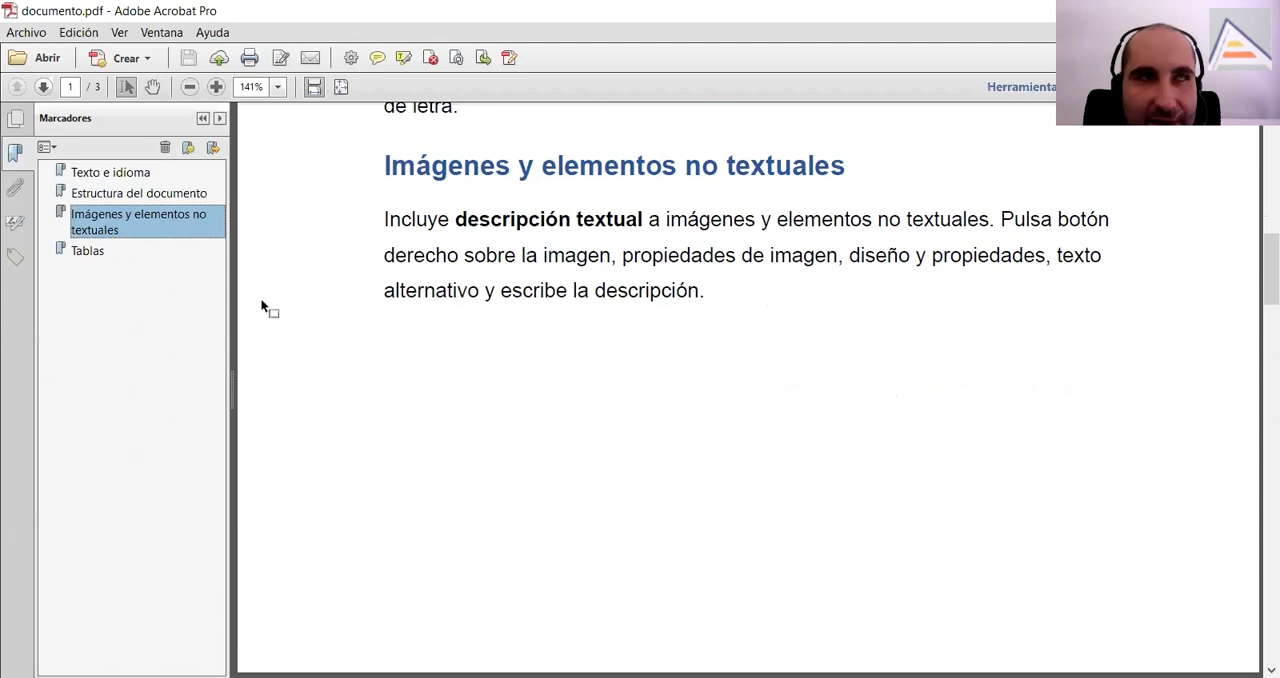 documento.pdf - Adobe Acrobat Pro
Archivo Edición Ver Ventana Ayuda
Abrir Crear
1 / 3 141% Herramienta
Marcadores
Texto e idioma
Estructura del documento
Imágenes y elementos no
textuales
Tablas
de letra.
Imágenes y elementos no textuales
Incluye descripción textual a imágenes y elementos no textuales. Pulsa botón
derecho sobre la imagen, propiedades de imagen, diseño y propiedades, texto
alternativo y escribe la descripción.